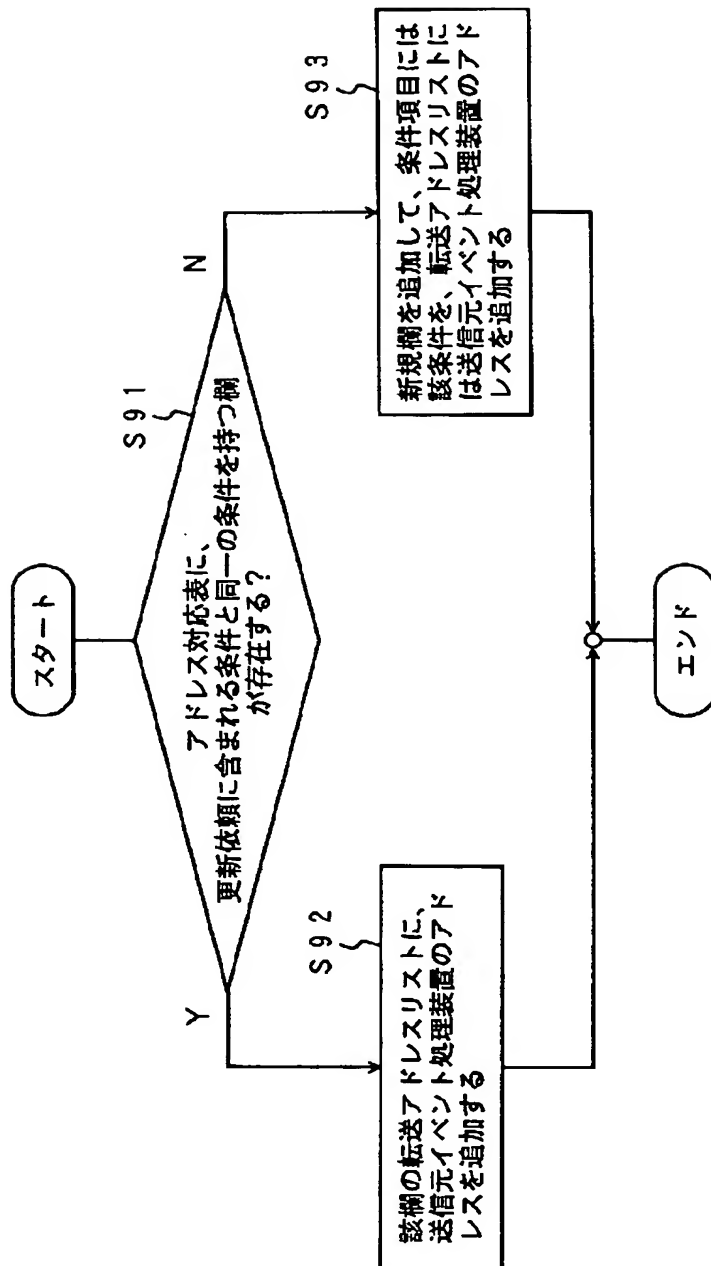 スタート
S91
アドレス対応表に、
更新依頼に含まれる条件と同一の条件を持つ欄
が存在する？
Y
N
S92
該欄の転送アドレスリストに、
送信元イベント処理装置のアド
レスを追加する
S93
新規欄を追加して、条件項目には
該条件を、転送アドレスリストに
は送信元イベント処理装置のアド
レスを追加する
エンド